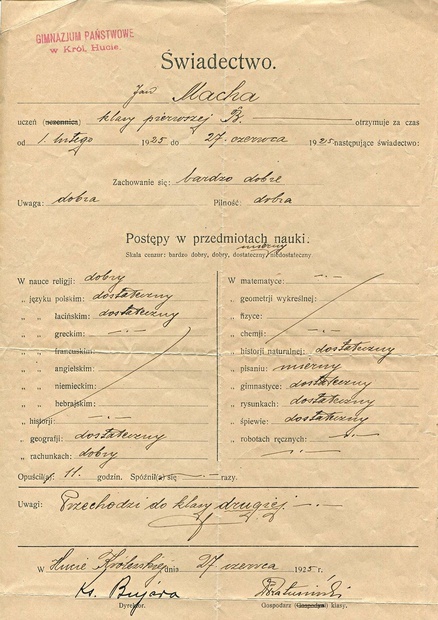 GIMNAZJUM PAŃSTWOWE
w Król. Hucie.
Świadectwo.
Jan Macha
uczeń (uczennica) klasy pierwszej B. otrzymuje za czas
od 1. lutego 1925 do 27 czerwca 1925 następujące świadectwo:
Zachowanie się: bardzo dobre
Uwaga: dobra Pilność: dobra
Postępy w przedmiotach nauki.
mierny
Skala cenzur: bardzo dobry, dobry, dostateczny, niedostateczny
W nauce religji: dobry
„ języku polskim: dostateczny
„ „ łacińskim: dostateczny
„ „ greckim: —.—
„ „ francuskim:
„ „ angielskim:
„ „ niemieckim:
„ „ hebrajskim:
„ historji: —.—
„ geografji: dostateczny
„ rachunkach: dobry
W matematyce: —.—
„ geometrji wykreślnej:
„ fizyce:
„ chemji:
„ historji naturalnej: dostateczny
„ pisaniu: mierny
„ gimnastyce: dostateczny
„ rysunkach: dostateczny
„ śpiewie: dostateczny
„ robotach ręcznych: —.—
Opuścił(a) 11. godzin. Spóźnił(a) się —.— razy.
Uwagi: Przechodzi do klasy drugiej. —.—
W Hucie Królewskiej dnia 27 czerwca 1925 r.
Ks. Bujara
Dyrektor. Gospodarz (Gospodyni) klasy.